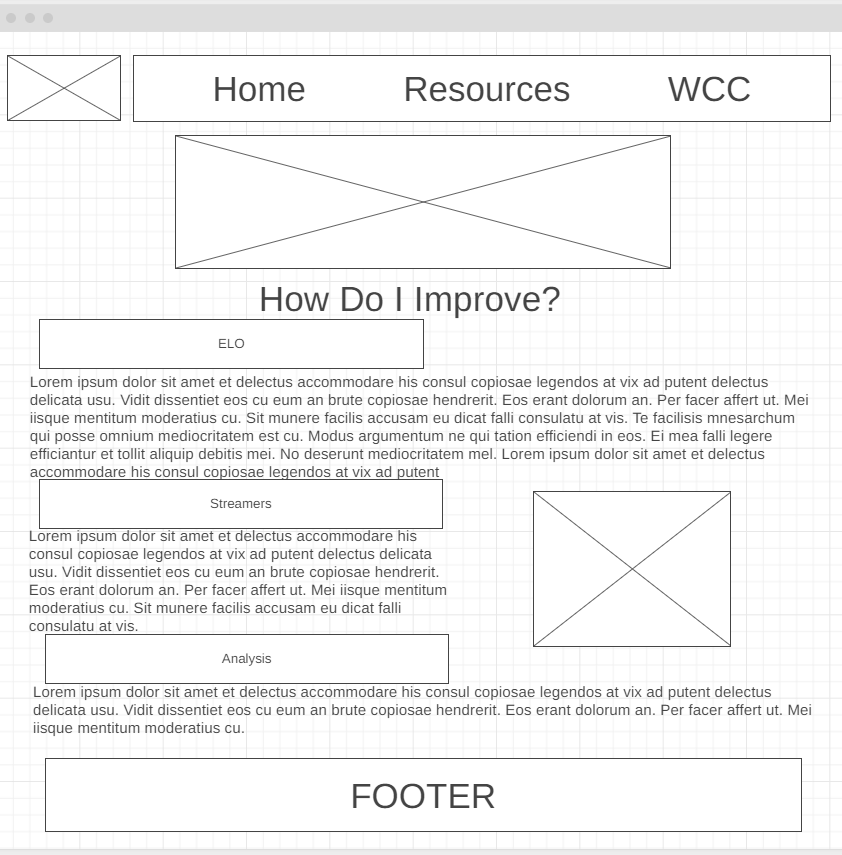 Home Resources WCC
How Do I Improve?
ELO
Lorem ipsum dolor sit amet et delectus accommodare his consul copiosae legendos at vix ad putent delectus
delicata usu. Vidit dissentiet eos cu eum an brute copiosae hendrerit. Eos erant dolorum an. Per facer affert ut. Mei
iisque mentitum moderatius cu. Sit munere facilis accusam eu dicat falli consulatu at vis. Te facilisis mnesarchum
qui posse omnium mediocritatem est cu. Modus argumentum ne qui tation efficiendi in eos. Ei mea falli legere
efficiantur et tollit aliquip debitis mei. No deserunt mediocritatem mel. Lorem ipsum dolor sit amet et delectus
accommodare his consul copiosae legendos at vix ad putent
Streamers
Lorem ipsum dolor sit amet et delectus accommodare his
consul copiosae legendos at vix ad putent delectus delicata
usu. Vidit dissentiet eos cu eum an brute copiosae hendrerit.
Eos erant dolorum an. Per facer affert ut. Mei iisque mentitum
moderatius cu. Sit munere facilis accusam eu dicat falli
consulatu at vis.
Analysis
Lorem ipsum dolor sit amet et delectus accommodare his consul copiosae legendos at vix ad putent delectus
delicata usu. Vidit dissentiet eos cu eum an brute copiosae hendrerit. Eos erant dolorum an. Per facer affert ut. Mei
iisque mentitum moderatius cu.
FOOTER